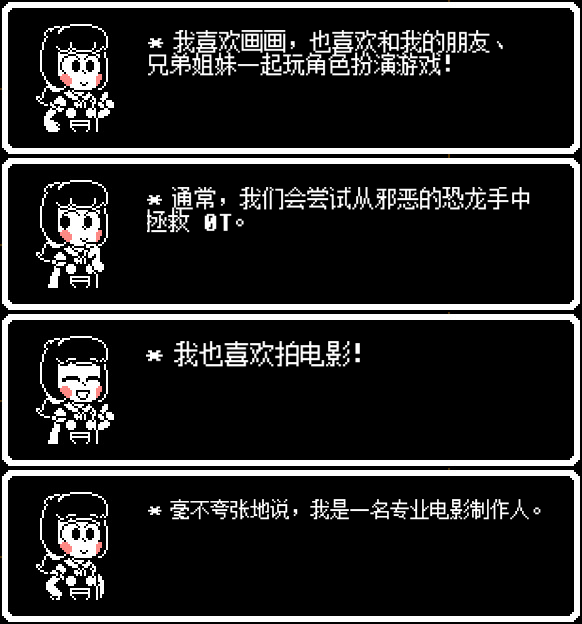 * 我喜欢画画，也喜欢和我的朋友、
兄弟姐妹一起玩角色扮演游戏！
* 通常，我们会尝试从邪恶的恐龙手中
拯救 0T。
* 我也喜欢拍电影！
* 毫不夸张地说，我是一名专业电影制作人。